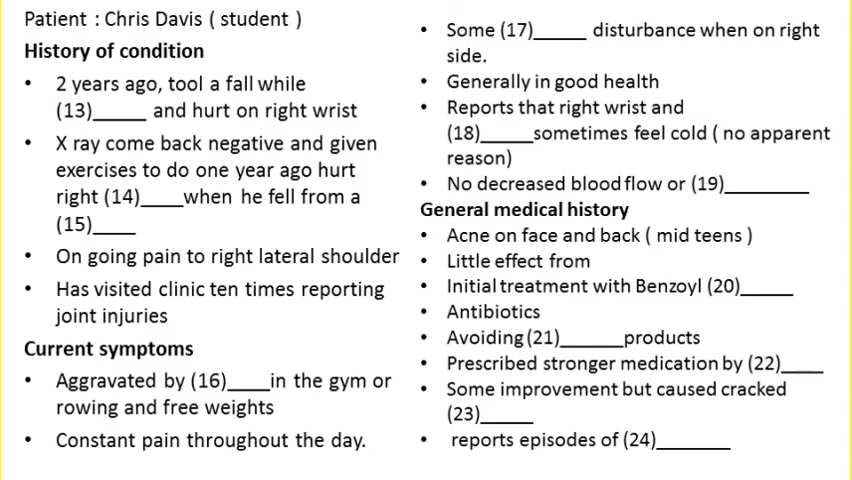 Patient : Chris Davis ( student )
History of condition
• 2 years ago, tool a fall while
(13)_____ and hurt on right wrist
• X ray come back negative and given
exercises to do one year ago hurt
right (14)____when he fell from a
(15)____
• On going pain to right lateral shoulder
• Has visited clinic ten times reporting
joint injuries
Current symptoms
• Aggravated by (16)____in the gym or
rowing and free weights
• Constant pain throughout the day.
• Some (17)_____ disturbance when on right
side.
• Generally in good health
• Reports that right wrist and
(18)_____sometimes feel cold ( no apparent
reason)
• No decreased blood flow or (19)________
General medical history
• Acne on face and back ( mid teens )
• Little effect from
• Initial treatment with Benzoyl (20)_____
• Antibiotics
• Avoiding (21)______products
• Prescribed stronger medication by (22)____
• Some improvement but caused cracked
(23)_____
• reports episodes of (24)_______